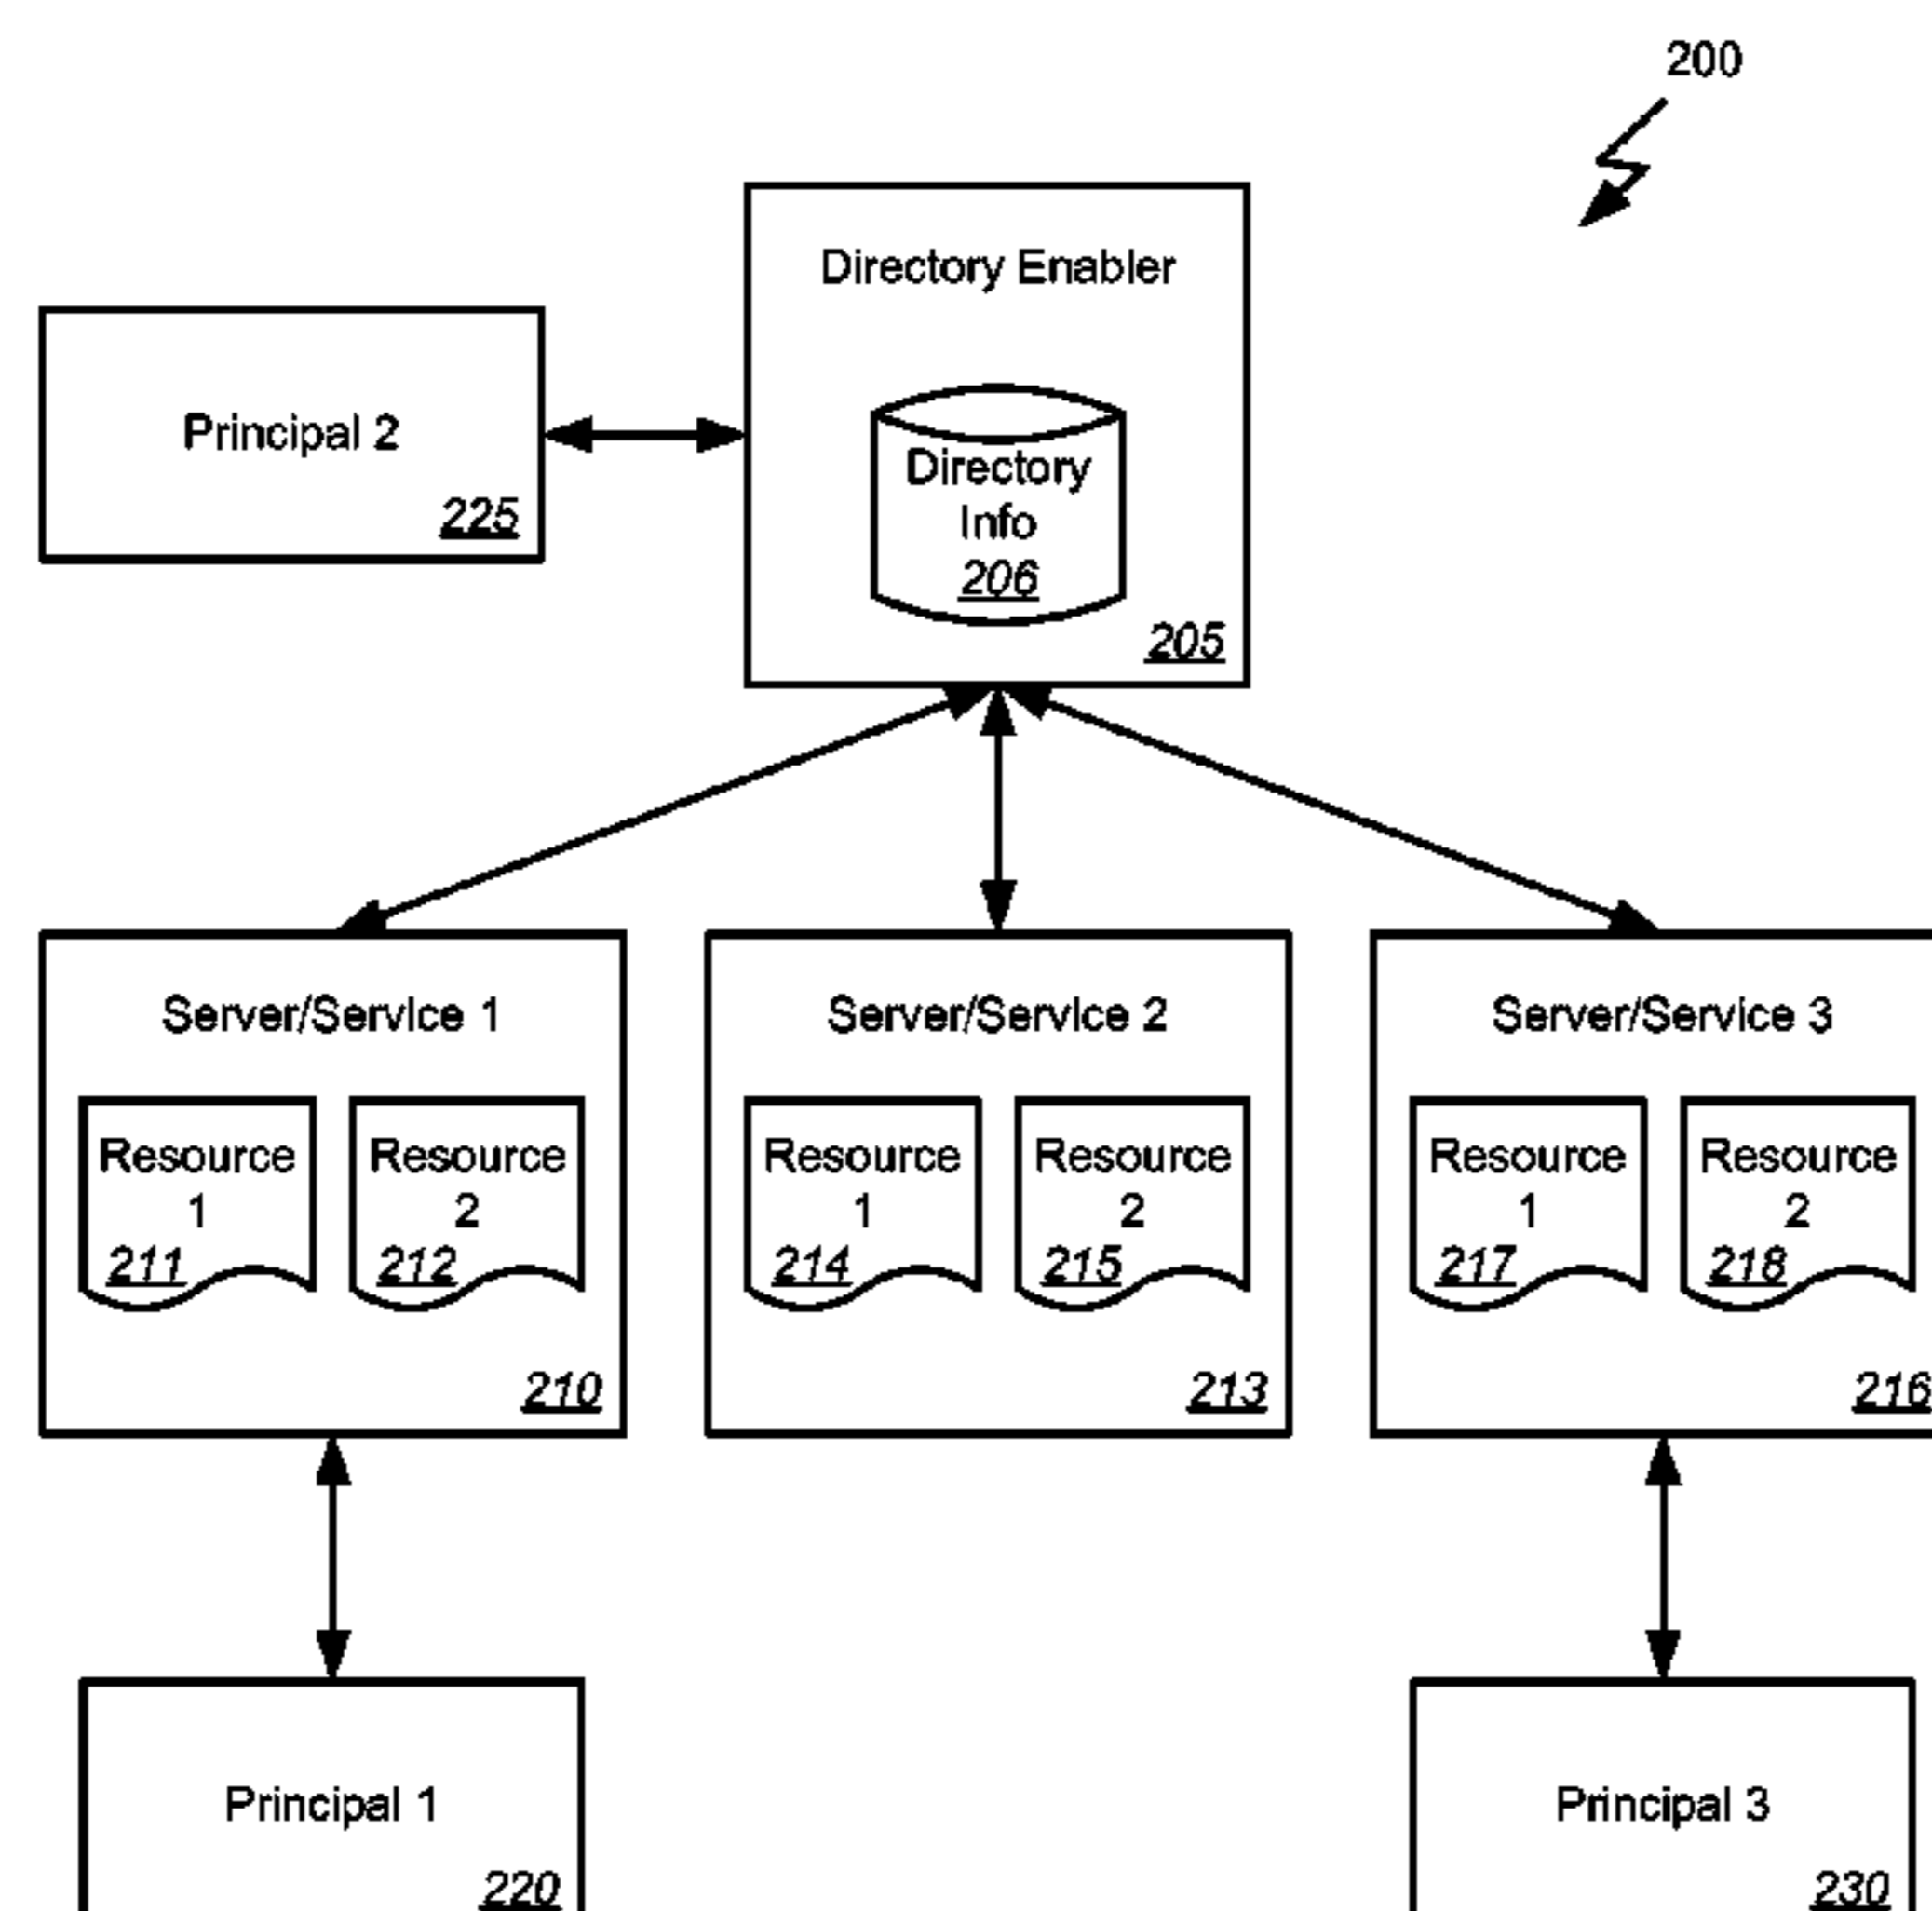 200
Directory Enabler
Principal 2
225
Directory
Info
206
205
Server/Service 1
Resource
1
211
Resource
2
212
210
Server/Service 2
Resource
1
214
Resource
2
215
213
Server/Service 3
Resource
1
217
Resource
2
218
216
Principal 1
220
Principal 3
230